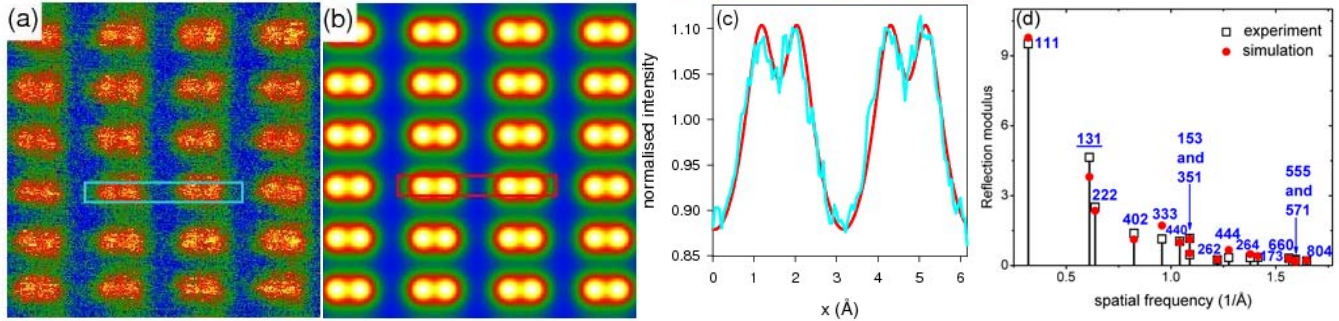 (a)
(b)
(c)
normalised intensity
1.10
1.05
1.00
0.95
0.90
0.85
0 1 2 3 4 5 6
x (Å)
(d)
Reflection modulus
9
6
3
0
experiment
simulation
111
131
222
402
333
440
153
and
351
262
444
264
173
660
555
and
571
804
0.5 1.0 1.5
spatial frequency (1/Å)